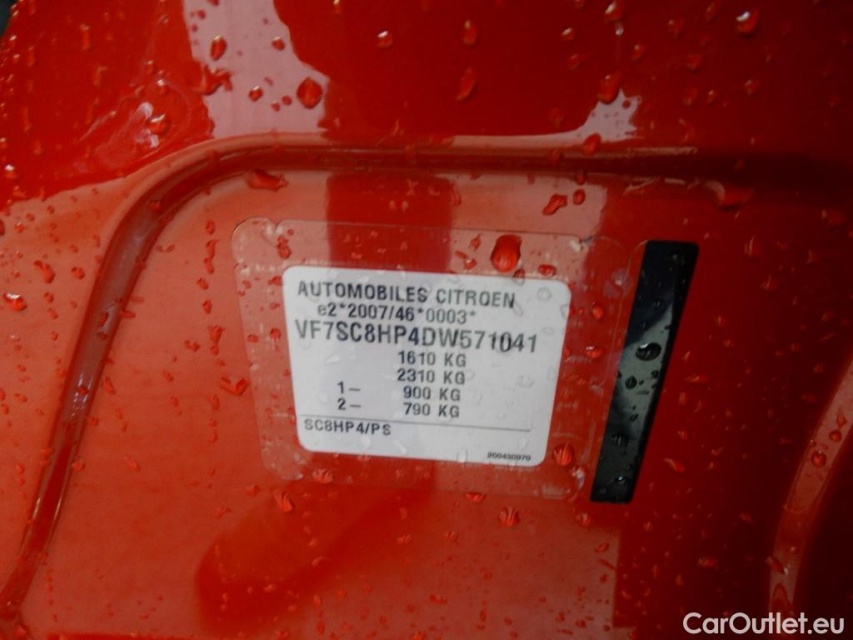 AUTOMOBILES CITROEN
e2*2007/46*0003*
VF7SC8HP4DW571041
1610 KG
2310 KG
1– 900 KG
2– 790 KG
SC8HP4/PS
CarOutlet.eu